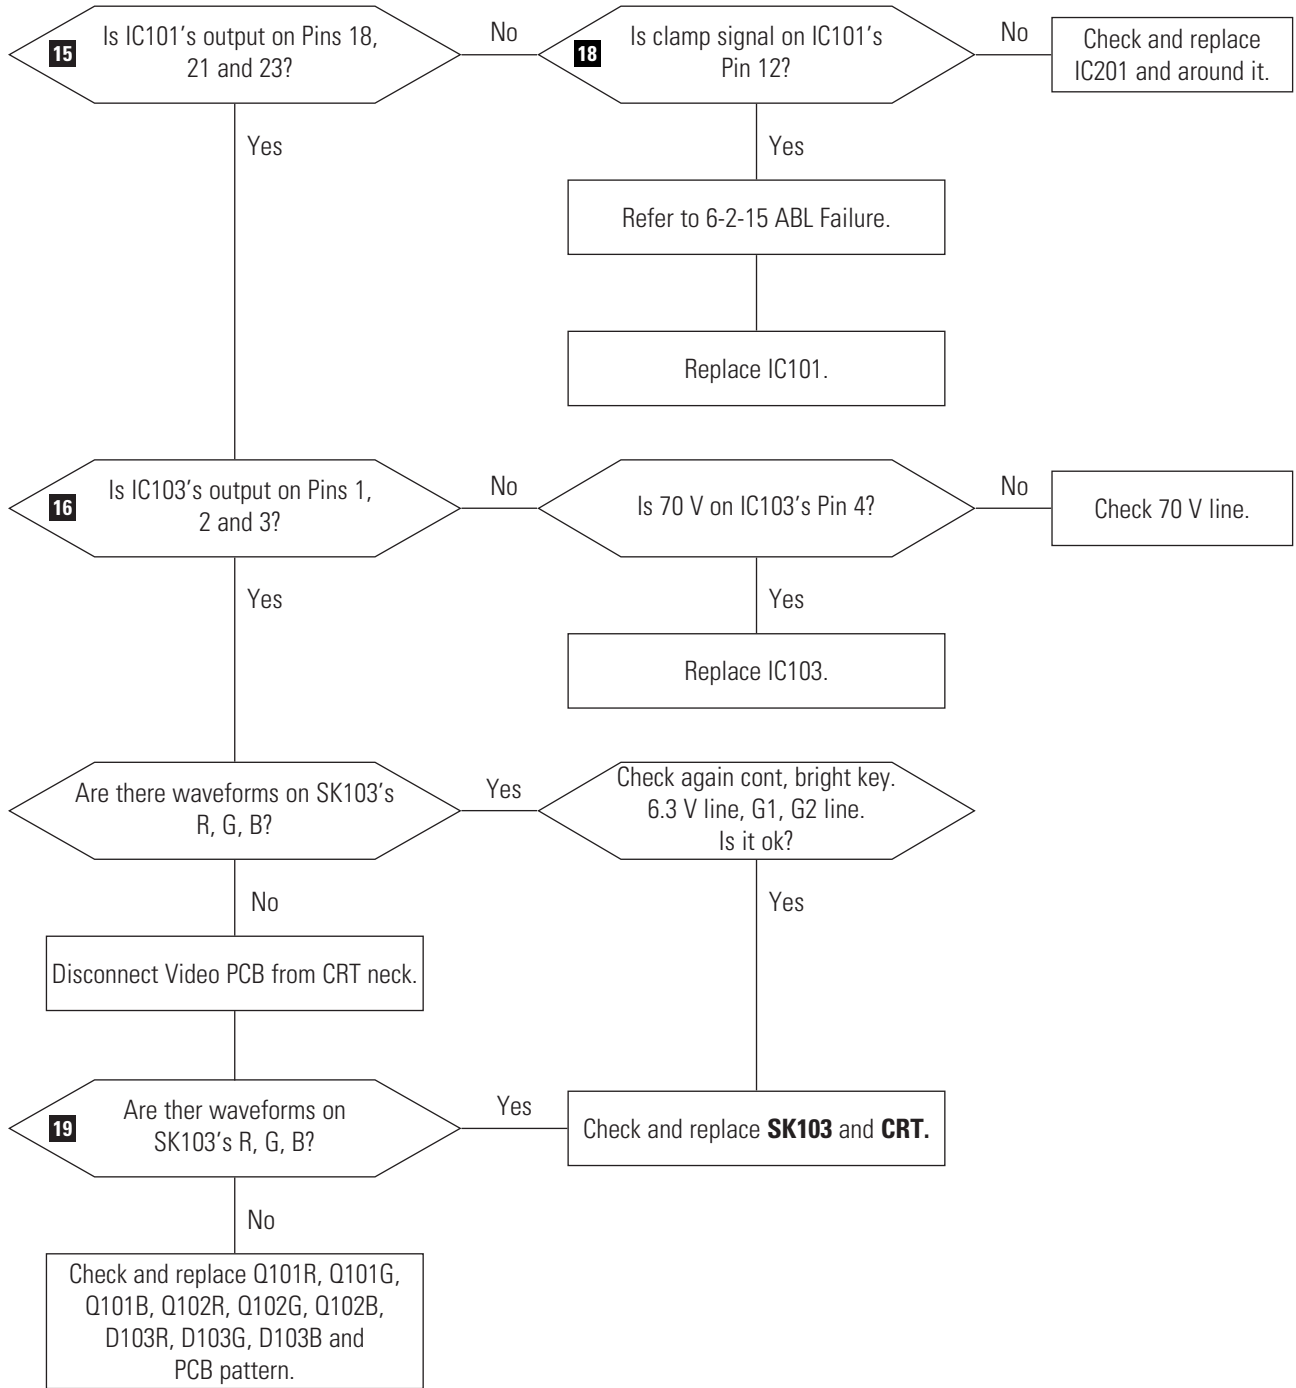 15
Is IC101's output on Pins 18,
21 and 23?
No
18
Is clamp signal on IC101's
Pin 12?
No
Check and replace
IC201 and around it.
Yes
Yes
Refer to 6-2-15 ABL Failure.
Replace IC101.
16
Is IC103's output on Pins 1,
2 and 3?
No
Is 70 V on IC103's Pin 4?
No
Check 70 V line.
Yes
Yes
Replace IC103.
Are there waveforms on SK103's
R, G, B?
Yes
Check again cont, bright key.
6.3 V line, G1, G2 line.
Is it ok?
No
Yes
Disconnect Video PCB from CRT neck.
19
Are ther waveforms on
SK103's R, G, B?
Yes
Check and replace SK103 and CRT.
No
Check and replace Q101R, Q101G,
Q101B, Q102R, Q102G, Q102B,
D103R, D103G, D103B and
PCB pattern.